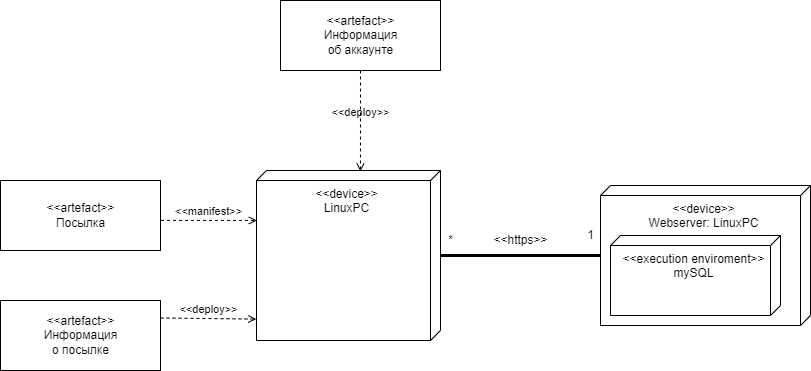 <<artefact>>
Информация
об аккаунте
<<deploy>>
<<artefact>>
Посылка
<<manifest>>
<<device>>
LinuxPC
*
<<https>>
1
<<device>>
Webserver: LinuxPC
<<execution enviroment>>
mySQL
<<artefact>>
Информация
о посылке
<<deploy>>